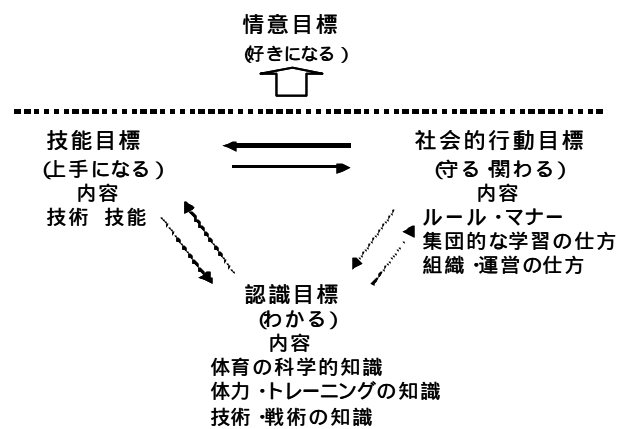 情意目標
(好きになる)
技能目標
(上手になる)
内容
技術 技能
社会的行動目標
(守る・関わる)
内容
ルール・マナー
集団的な学習の仕方
組織・運営の仕方
認識目標
(わかる)
内容
体育の科学的知識
体力・トレーニングの知識
技術・戦術の知識